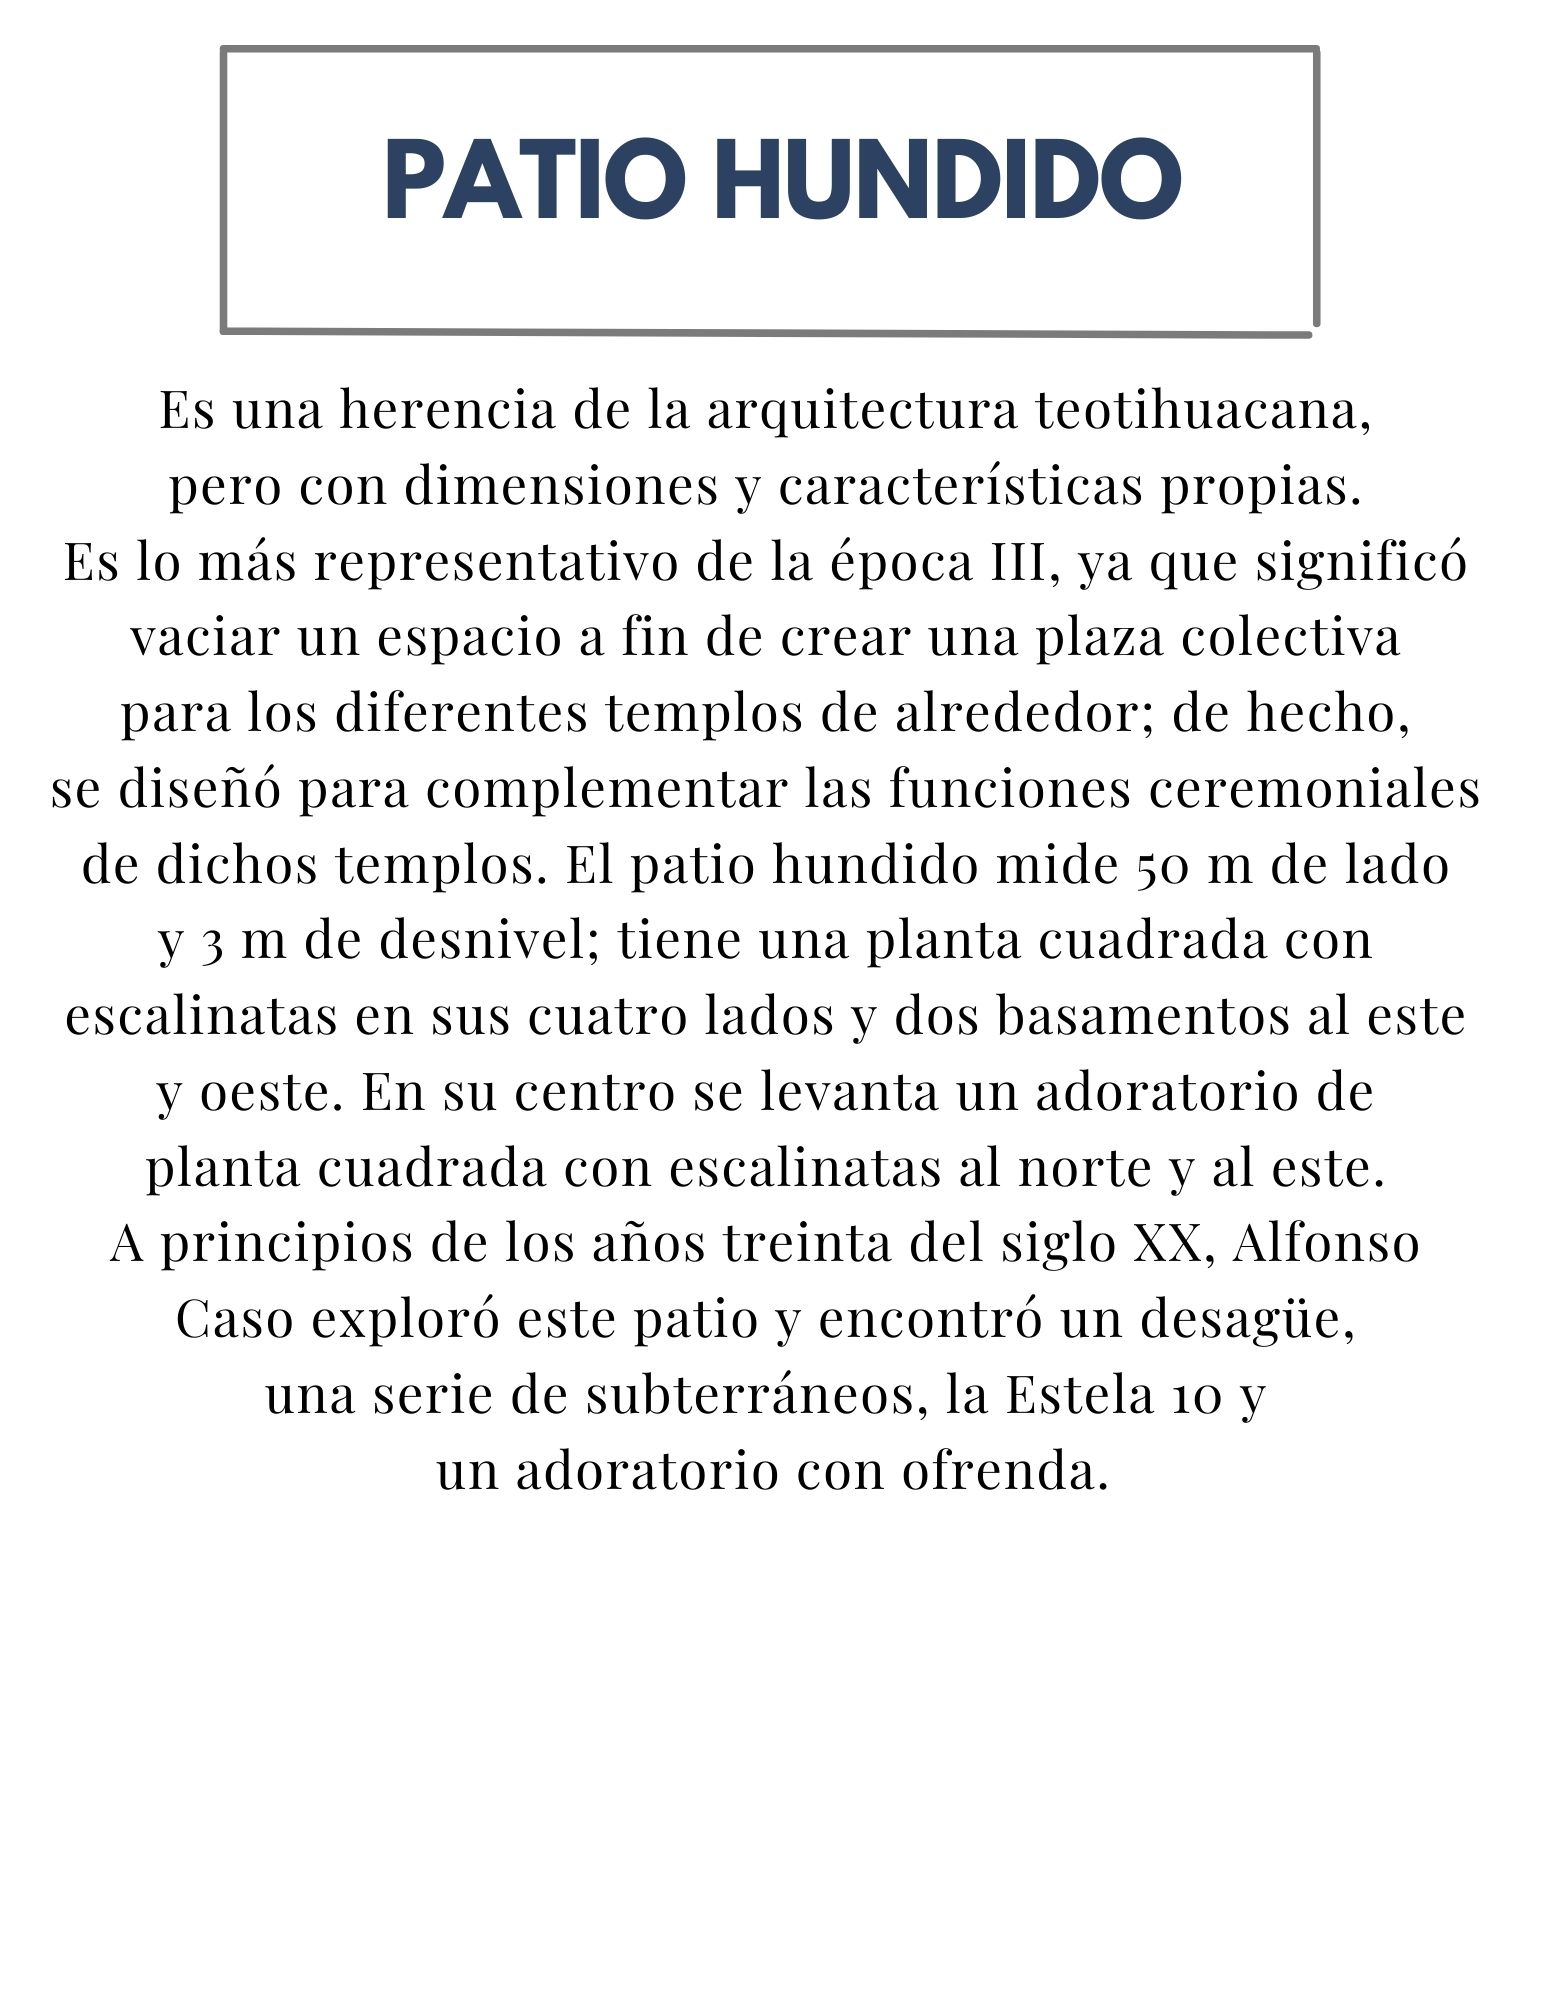 PATIO HUNDIDO
Es una herencia de la arquitectura teotihuacana,
pero con dimensiones y características propias.
Es lo más representativo de la época III, ya que significó
vaciar un espacio a fin de crear una plaza colectiva
para los diferentes templos de alrededor; de hecho,
se diseñó para complementar las funciones ceremoniales
de dichos templos. El patio hundido mide 50 m de lado
y 3 m de desnivel; tiene una planta cuadrada con
escalinatas en sus cuatro lados y dos basamentos al este
y oeste. En su centro se levanta un adoratorio de
planta cuadrada con escalinatas al norte y al este.
A principios de los años treinta del siglo XX, Alfonso
Caso exploró este patio y encontró un desagüe,
una serie de subterráneos, la Estela 10 y
un adoratorio con ofrenda.